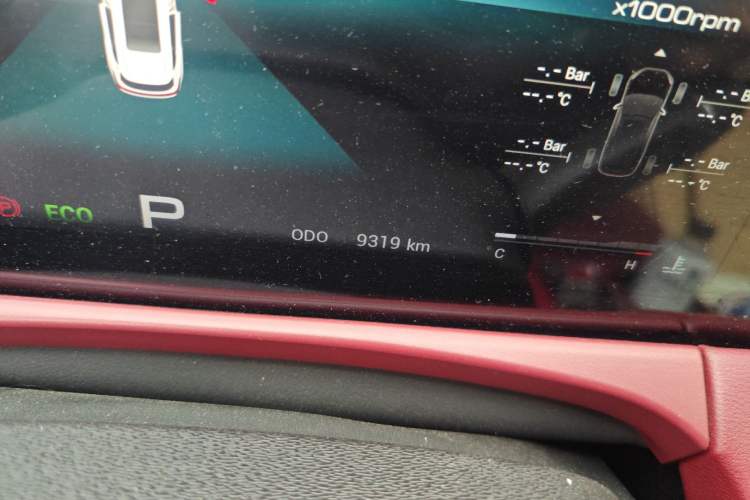 x1000rpm
-.- Bar
--.- °C
-.- Bar
--.- °C
-.- Bar
--.- °C
-.- Bar
--.- °C
ECO
P
ODO 9319 km
C
H